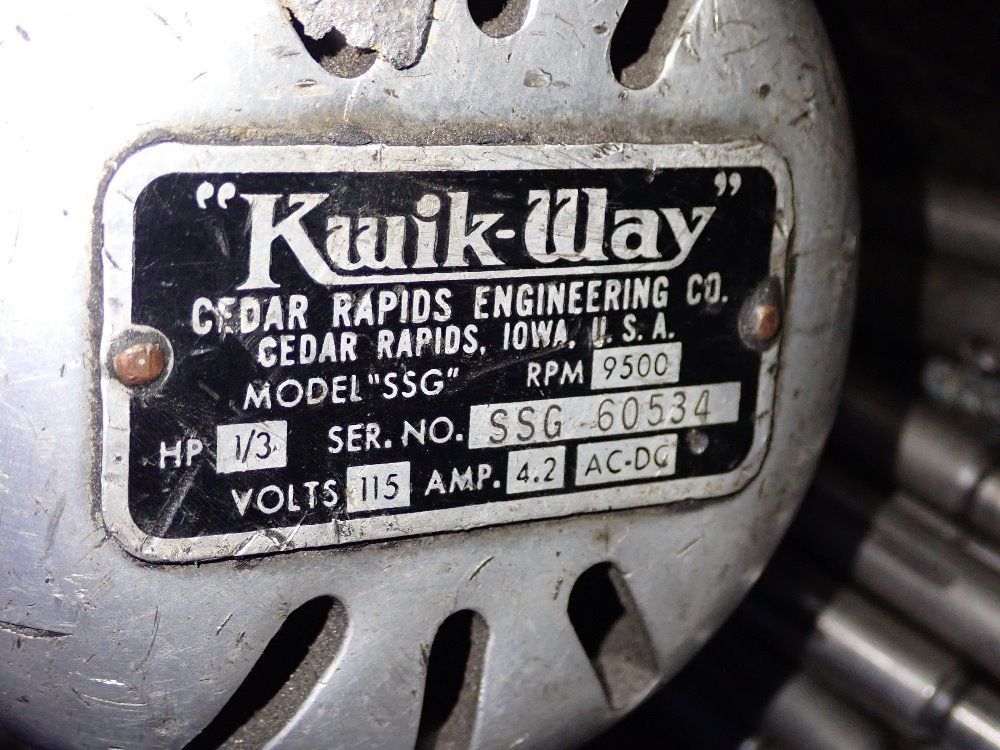 "Kwik-Way"
CEDAR RAPIDS ENGINEERING CO.
CEDAR RAPIDS, IOWA, U. S. A.
MODEL "SSG" RPM 9500
HP 1/3 SER. NO. SSG 60534
VOLTS 115 AMP. 4.2 AC-DC